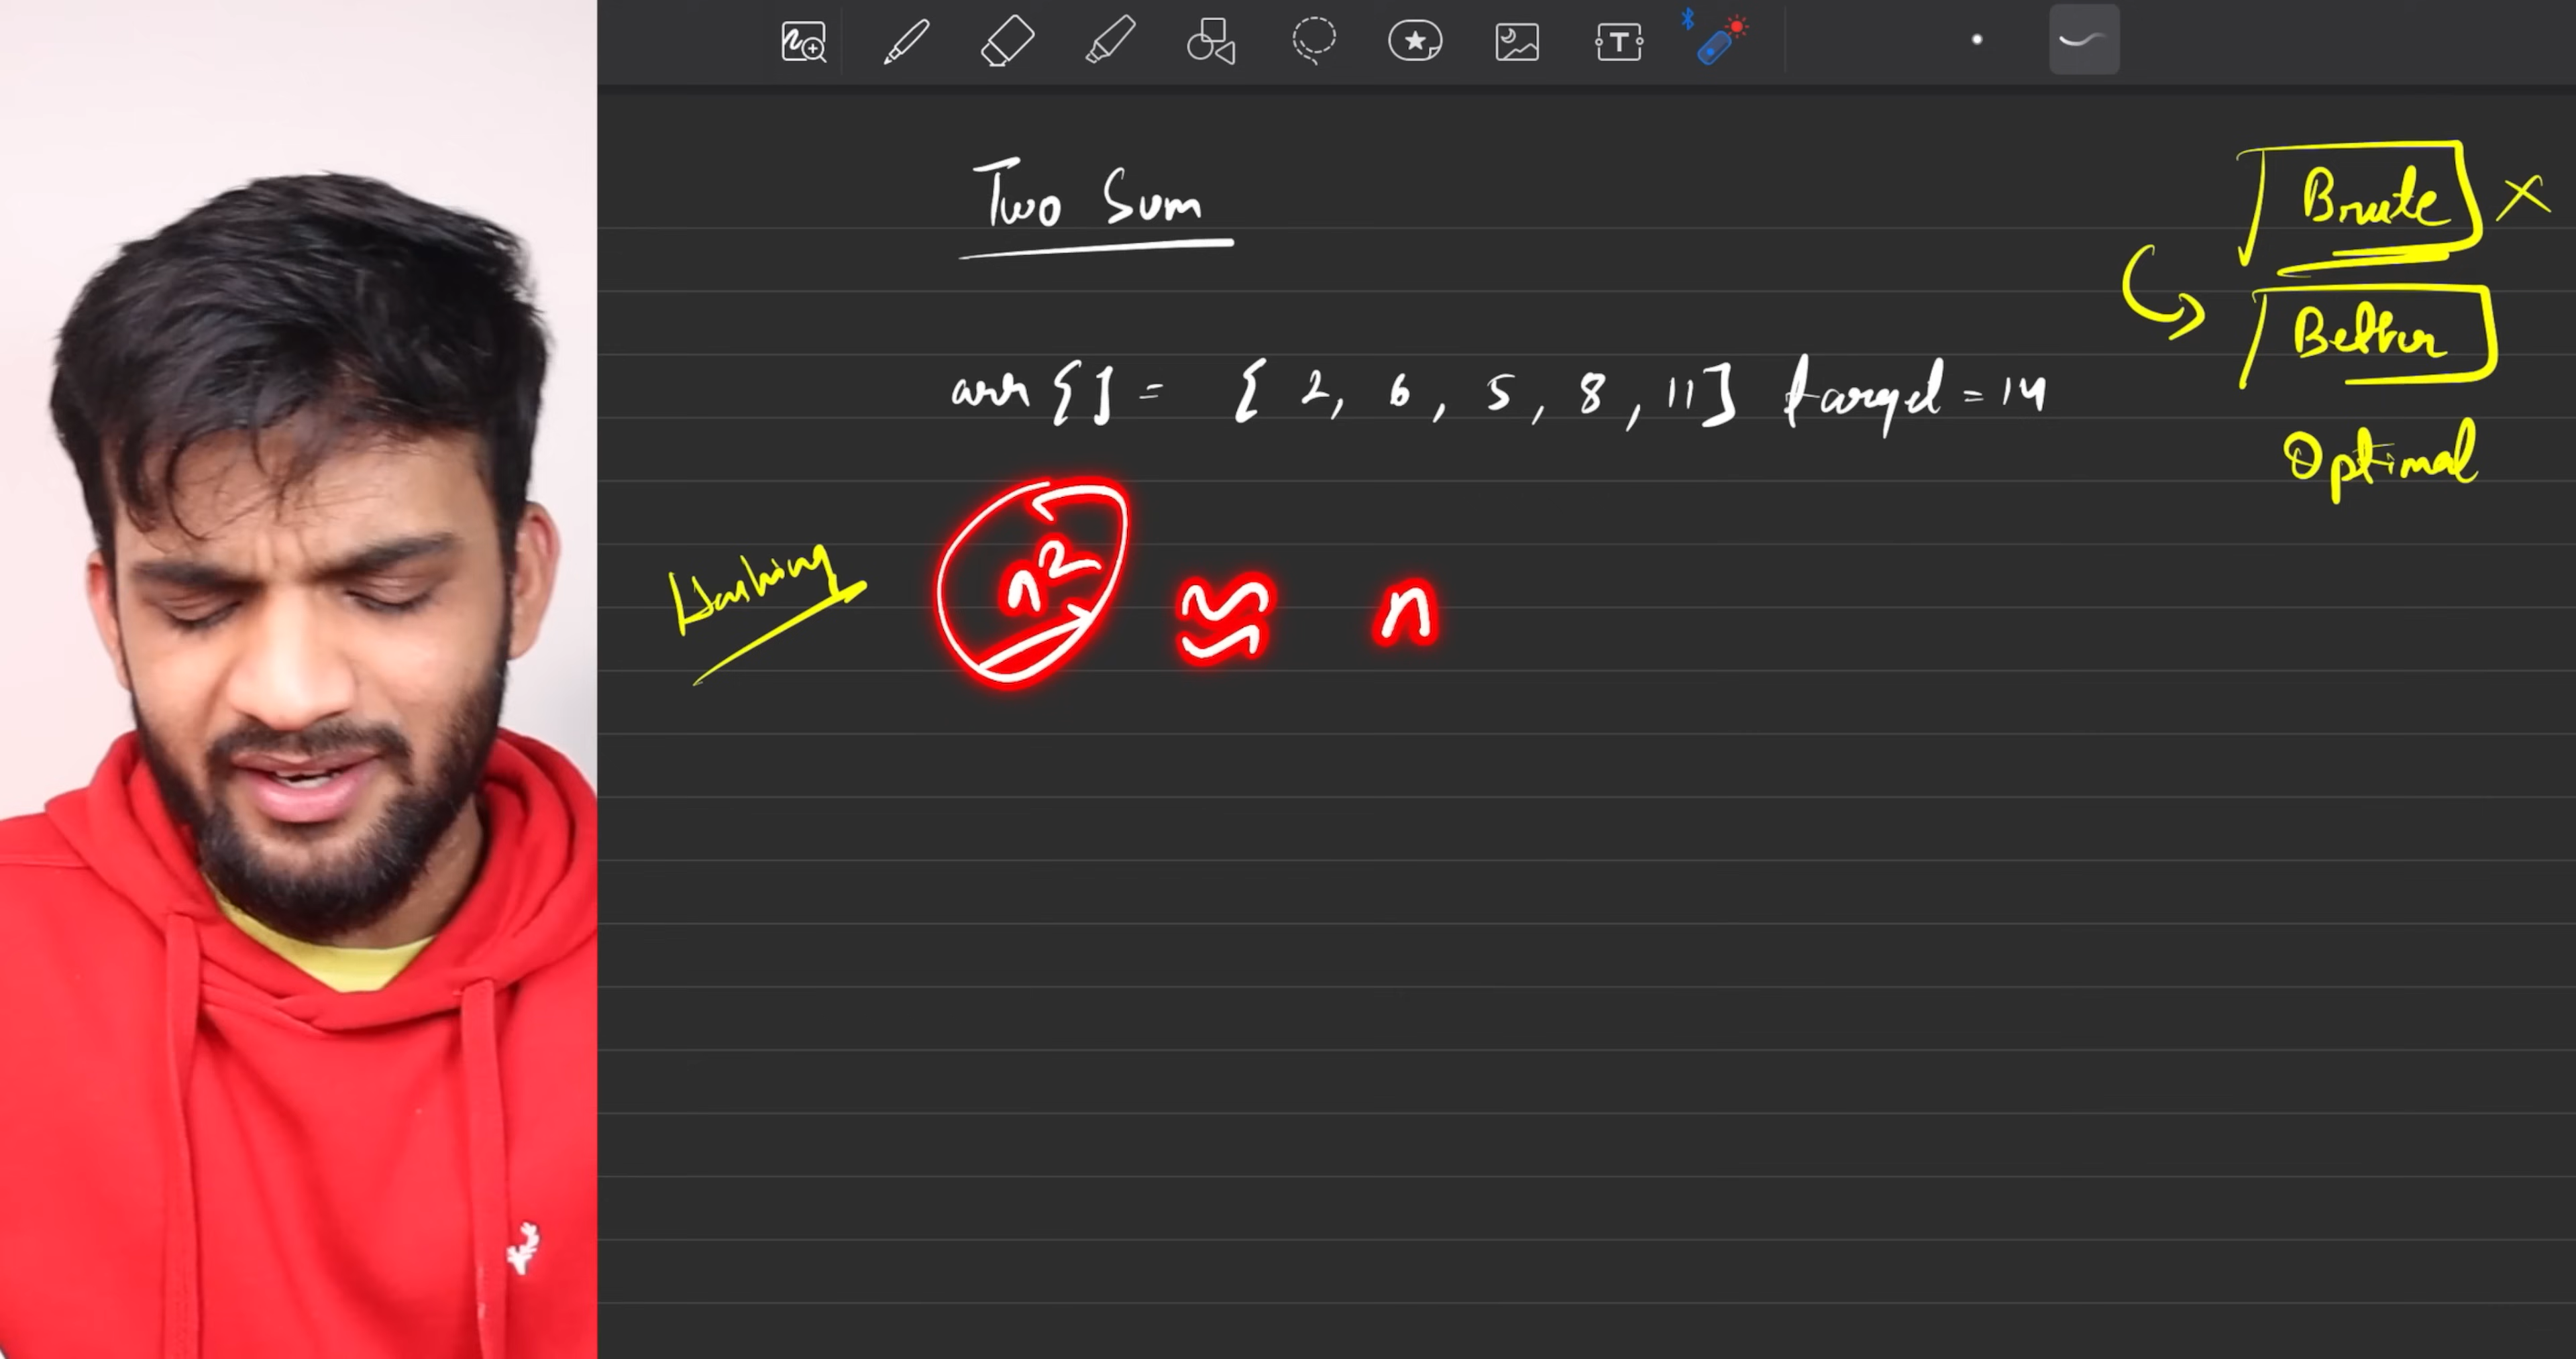 Two Sum
Brute X
Better
arr[] = { 2, 6, 5, 8, 11} target = 14
Optimal
Hashing
n² ≈ n